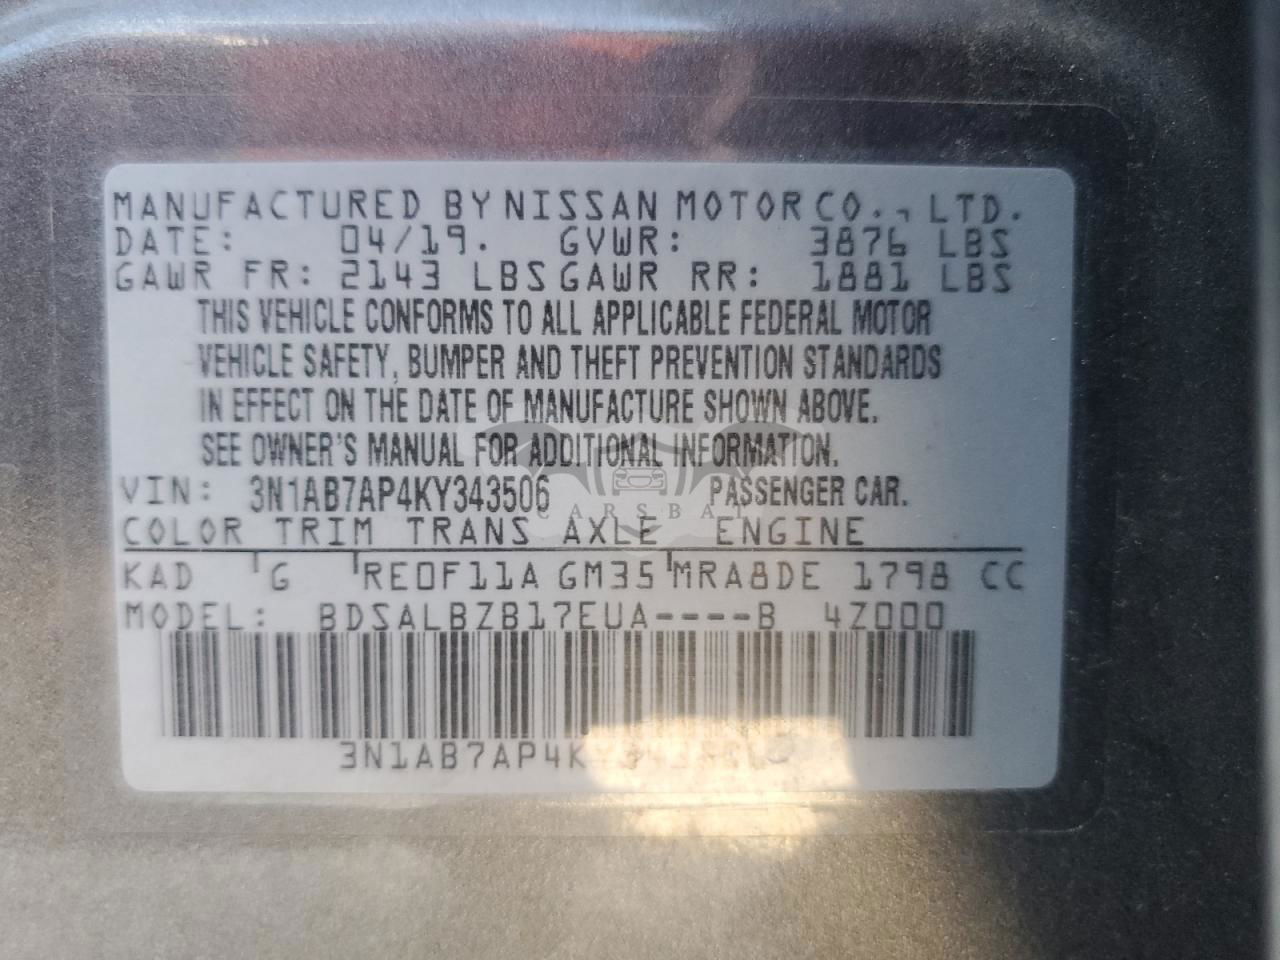 MANUFACTURED BY NISSAN MOTOR CO., LTD.
DATE: 04/19. GVWR: 3876 LBS
GAWR FR: 2143 LBS GAWR RR: 1881 LBS
THIS VEHICLE CONFORMS TO ALL APPLICABLE FEDERAL MOTOR
VEHICLE SAFETY, BUMPER AND THEFT PREVENTION STANDARDS
IN EFFECT ON THE DATE OF MANUFACTURE SHOWN ABOVE.
SEE OWNER'S MANUAL FOR ADDITIONAL INFORMATION.
VIN: 3N1AB7AP4KY343506 PASSENGER CAR.
CARSBAT
COLOR TRIM TRANS AXLE ENGINE
KAD G RE0F11A GM35 MRA8DE 1798 CC
MODEL: BDSALBZB17EUA----B 4Z000